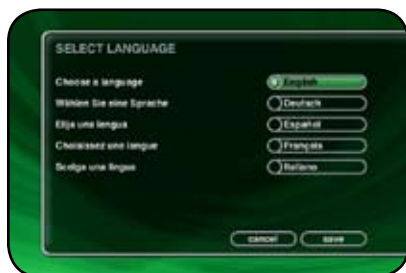 SELECT LANGUAGE
Choose a language English
Wählen Sie eine Sprache Deutsch
Elija una lengua Español
Choisissez une langue Français
Scelga una lingua Italiano
cancel save